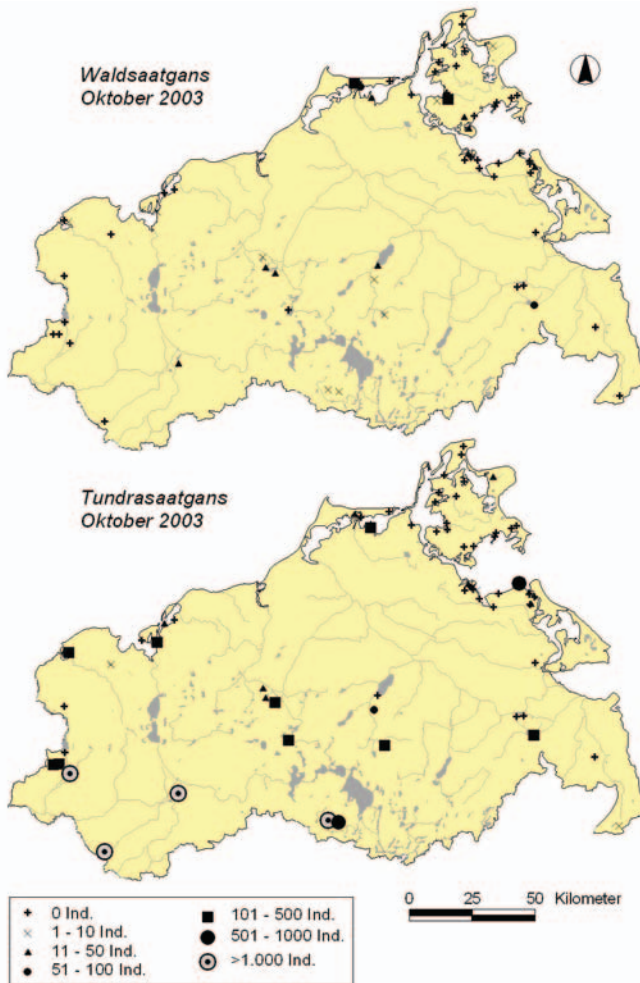 Waldsaatgans
Oktober 2003
Tundrasaatgans
Oktober 2003
0 Ind.
1 - 10 Ind.
11 - 50 Ind.
51 - 100 Ind.
101 - 500 Ind.
501 - 1000 Ind.
>1.000 Ind.
0 25 50 Kilometer